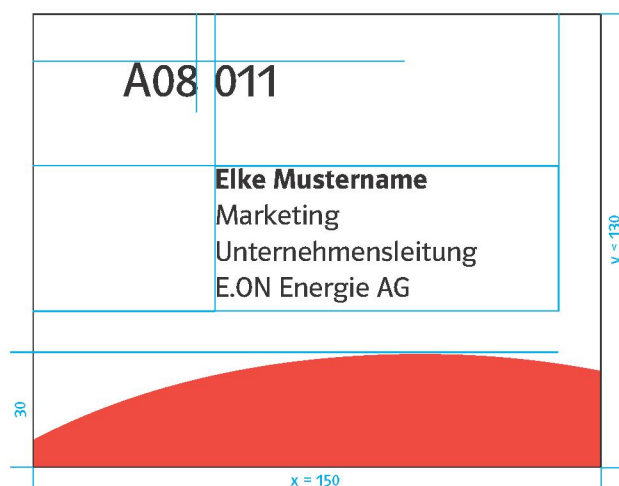 A08 011
Elke Mustername
Marketing
Unternehmensleitung
E.ON Energie AG
30
y = 130
x = 150